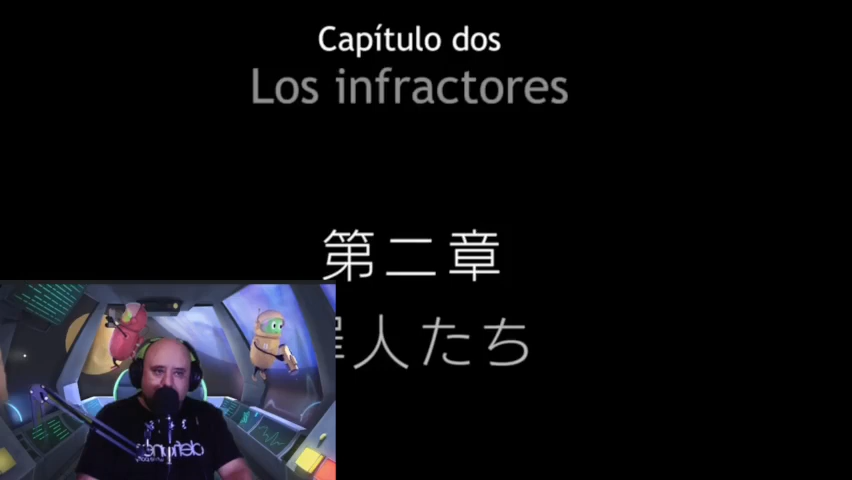 Capítulo dos
Los infractores
第二章
人たち